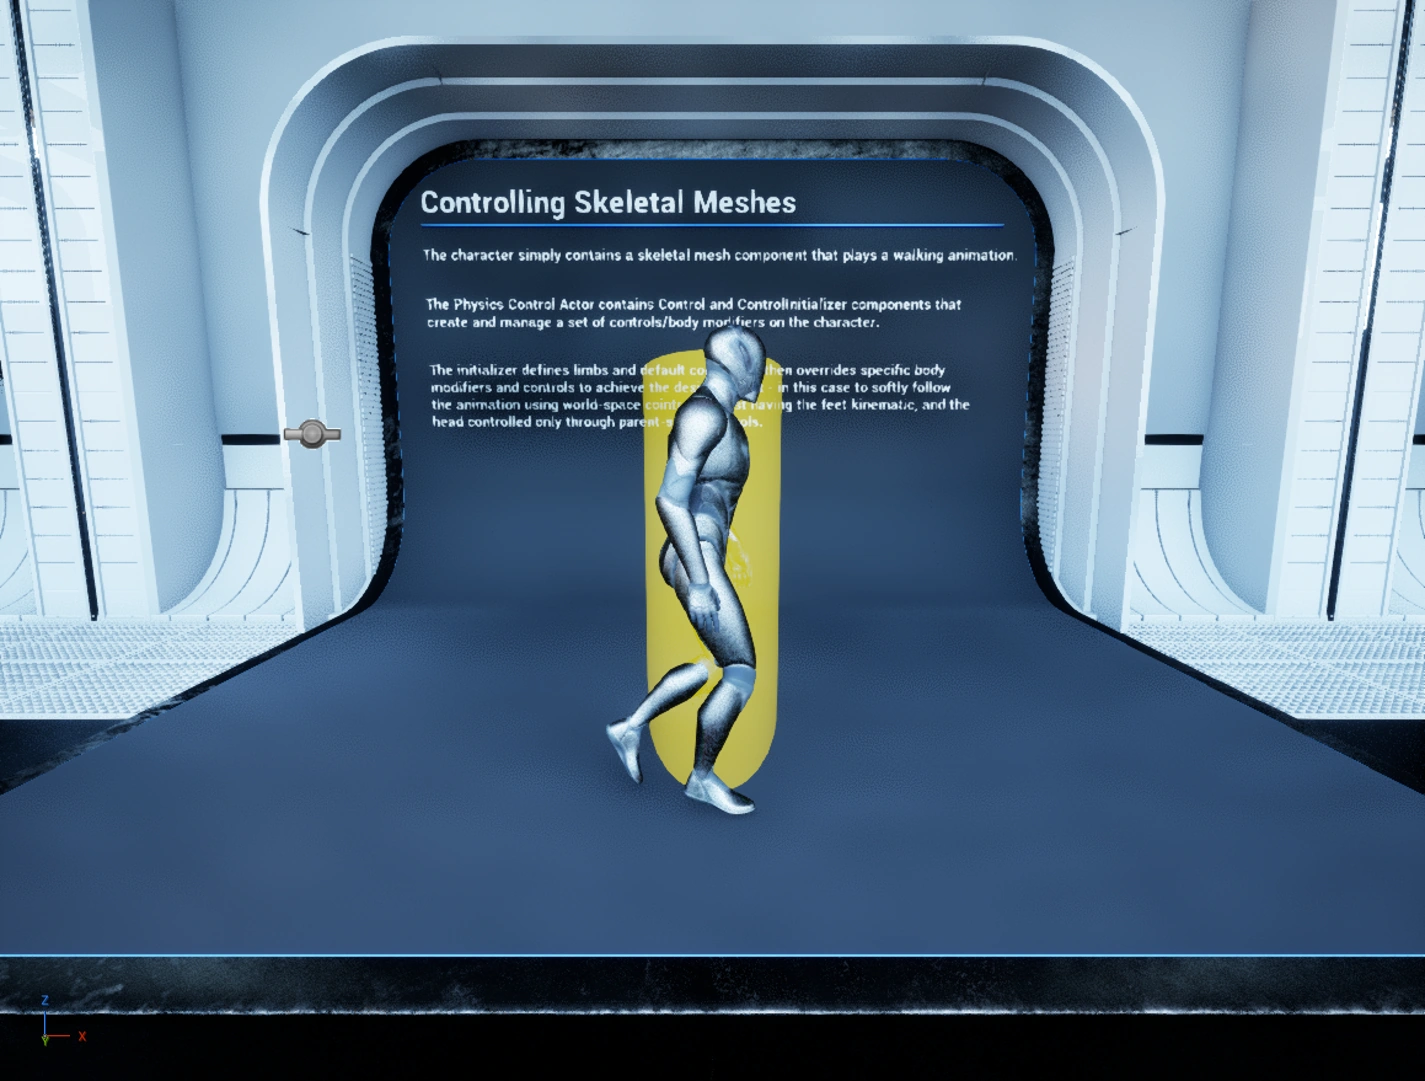 Controlling Skeletal Meshes
The character simply contains a skeletal mesh component that plays a walking animation.
The Physics Control Actor contains Control and ControlInitializer components that
create and manage a set of controls/body modifiers on the character.
The initializer defines limbs and default then overrides specific body
modifiers and controls to achieve the - in this case to softly follow
the animation using world-space having the feet kinematic, and the
head controlled only through
Z
X
Y